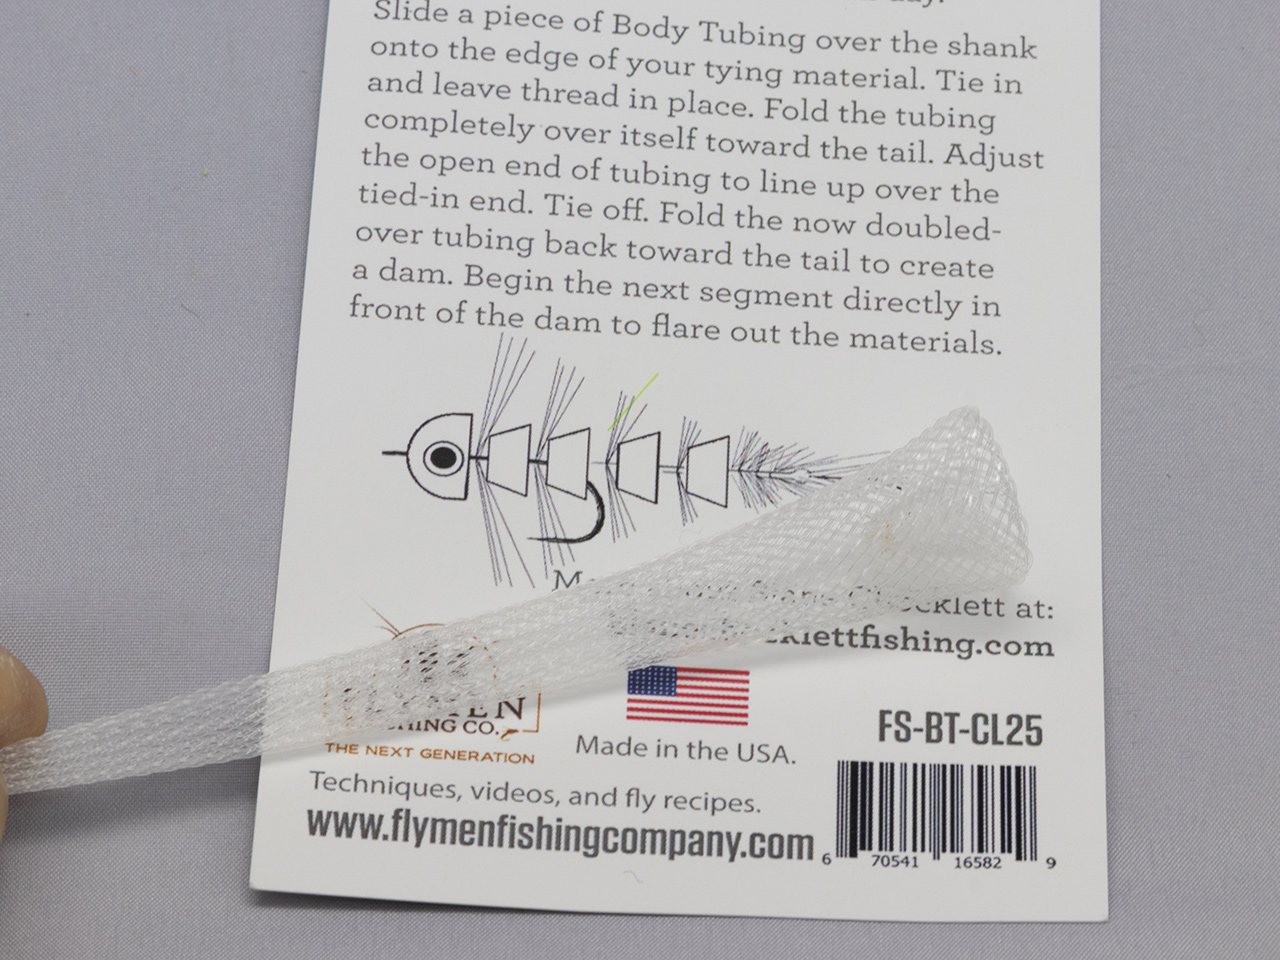 day.
Slide a piece of Body Tubing over the shank
onto the edge of your tying material. Tie in
and leave thread in place. Fold the tubing
completely over itself toward the tail. Adjust
the open end of tubing to line up over the
tied-in end. Tie off. Fold the now doubled-
over tubing back toward the tail to create
a dam. Begin the next segment directly in
front of the dam to flare out the materials.
at:
FISHING CO.
THE NEXT GENERATION
Made in the USA.
FS-BT-CL25
Techniques, videos, and fly recipes.
www.flymenfishingcompany.com
6 70541 16582 9